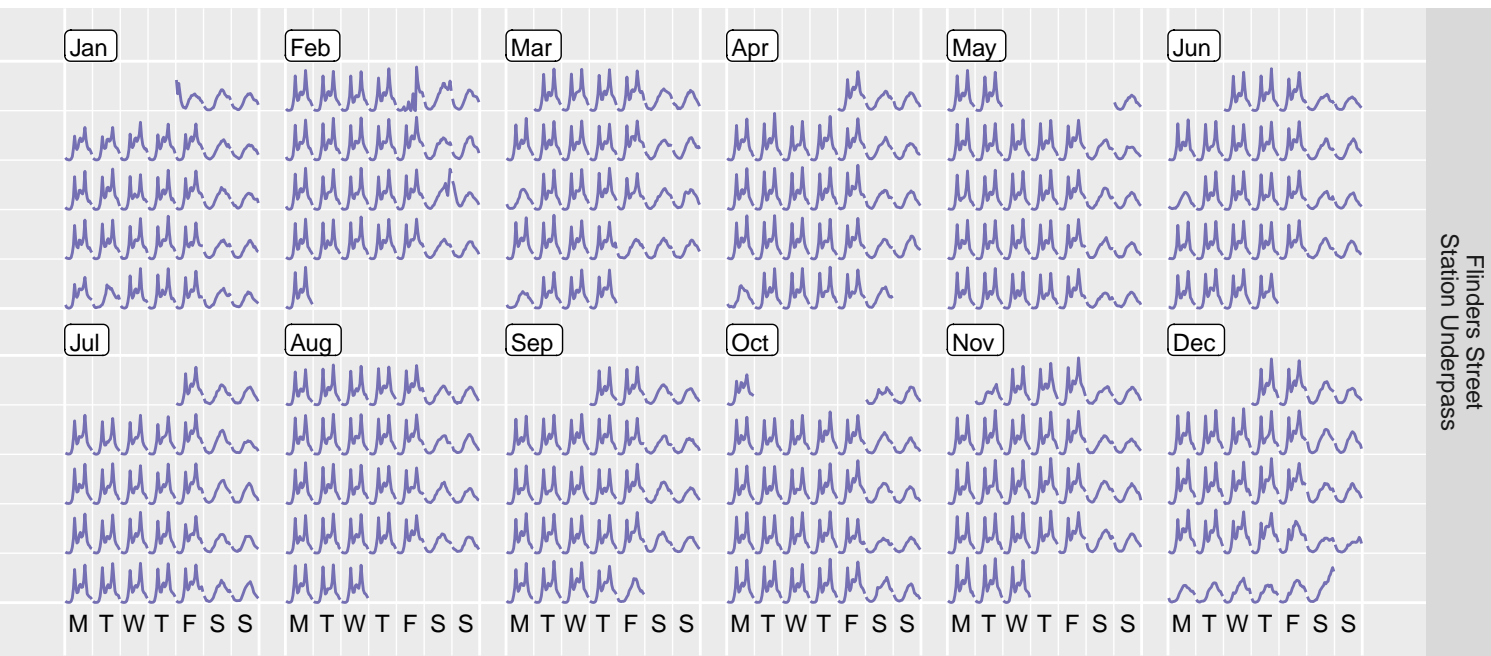 Jan Feb Mar Apr May Jun
Jul Aug Sep Oct Nov Dec
M T W T F S S M T W T F S S M T W T F S S M T W T F S S M T W T F S S M T W T F S S
Flinders Street
Station Underpass